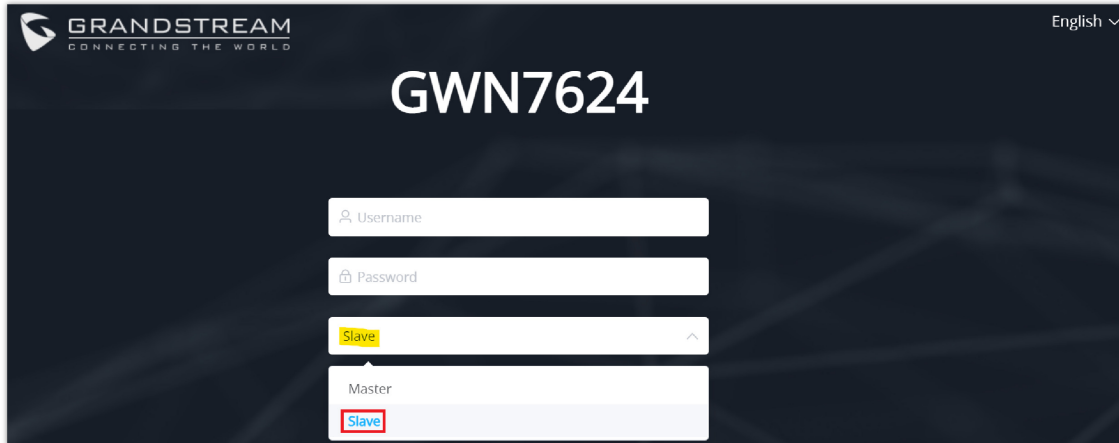 GRANDSTREAM
English
CONNECTING THE WORLD
GWN7624
Username
Password
Slave
Master
Slave